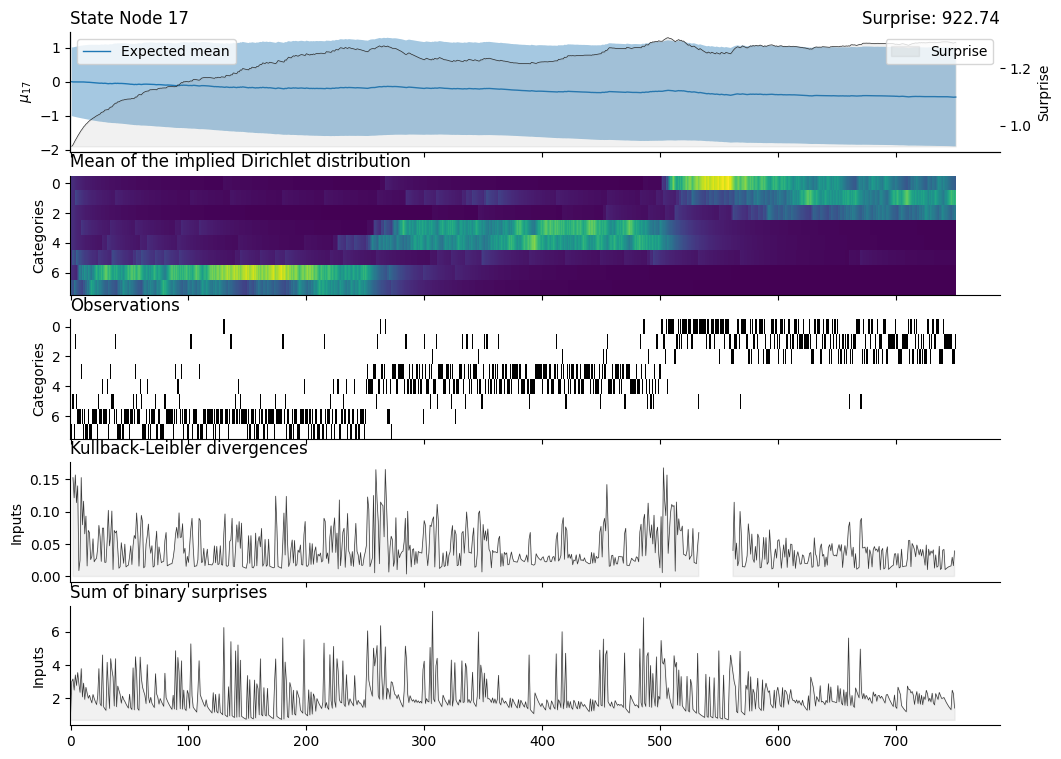 State Node 17 Surprise: 922.74
Expected mean
Surprise
1
0
−1
−2
μ17
1.2
1.0
Surprise
Mean of the implied Dirichlet distribution
0
2
4
6
Categories
Observations
0
2
4
6
Categories
Kullback-Leibler divergences
0.15
0.10
0.05
0.00
Inputs
Sum of binary surprises
6
4
2
Inputs
0 100 200 300 400 500 600 700